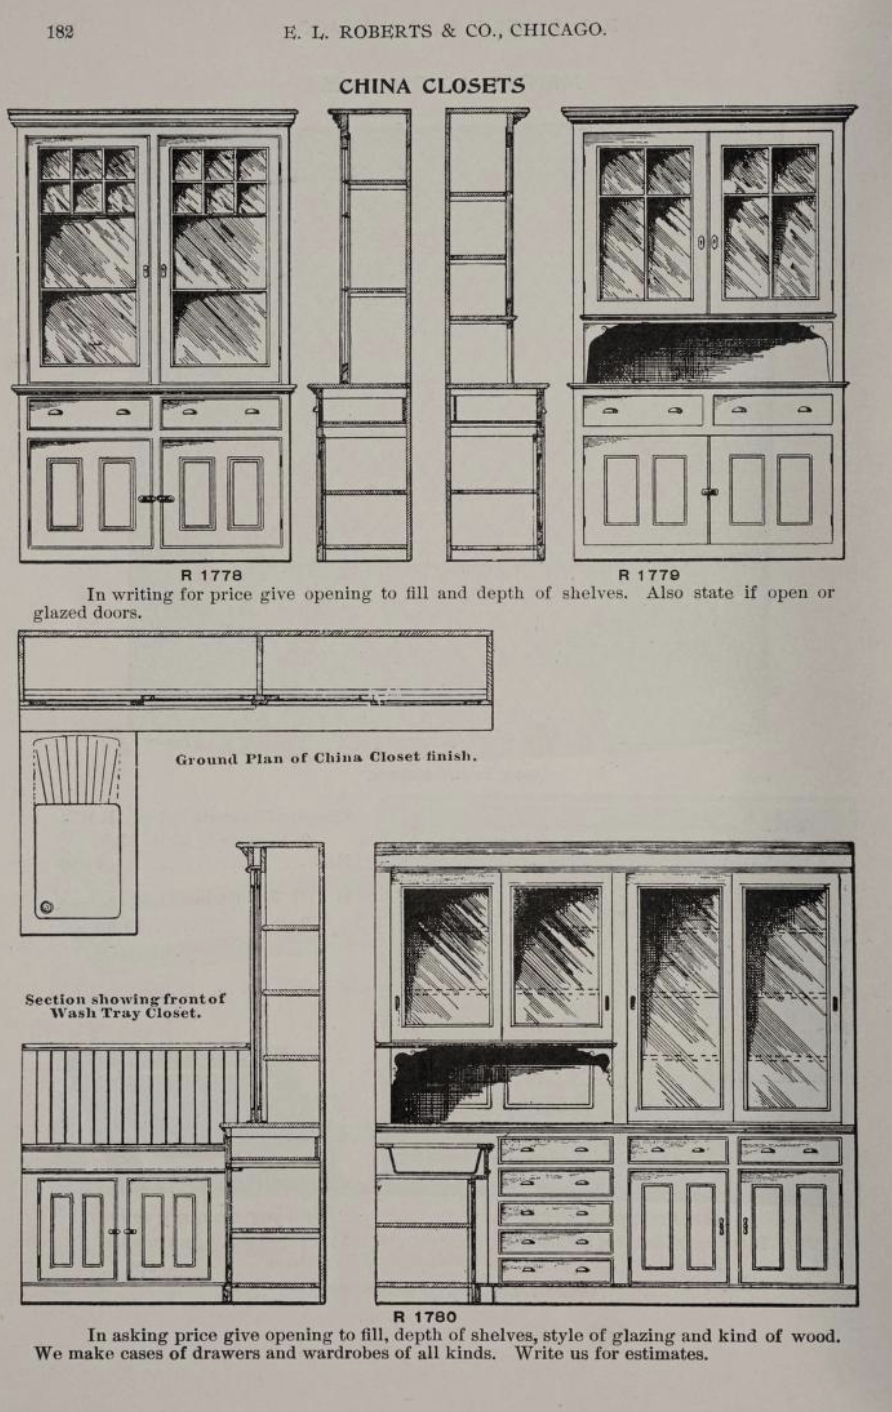 182
E. L. ROBERTS & CO., CHICAGO.
CHINA CLOSETS
R 1778
R 1779
In writing for price give opening to fill and depth of shelves. Also state if open or
glazed doors.
Ground Plan of China Closet finish.
Section showing front of
Wash Tray Closet.
R 1780
In asking price give opening to fill, depth of shelves, style of glazing and kind of wood.
We make cases of drawers and wardrobes of all kinds. Write us for estimates.